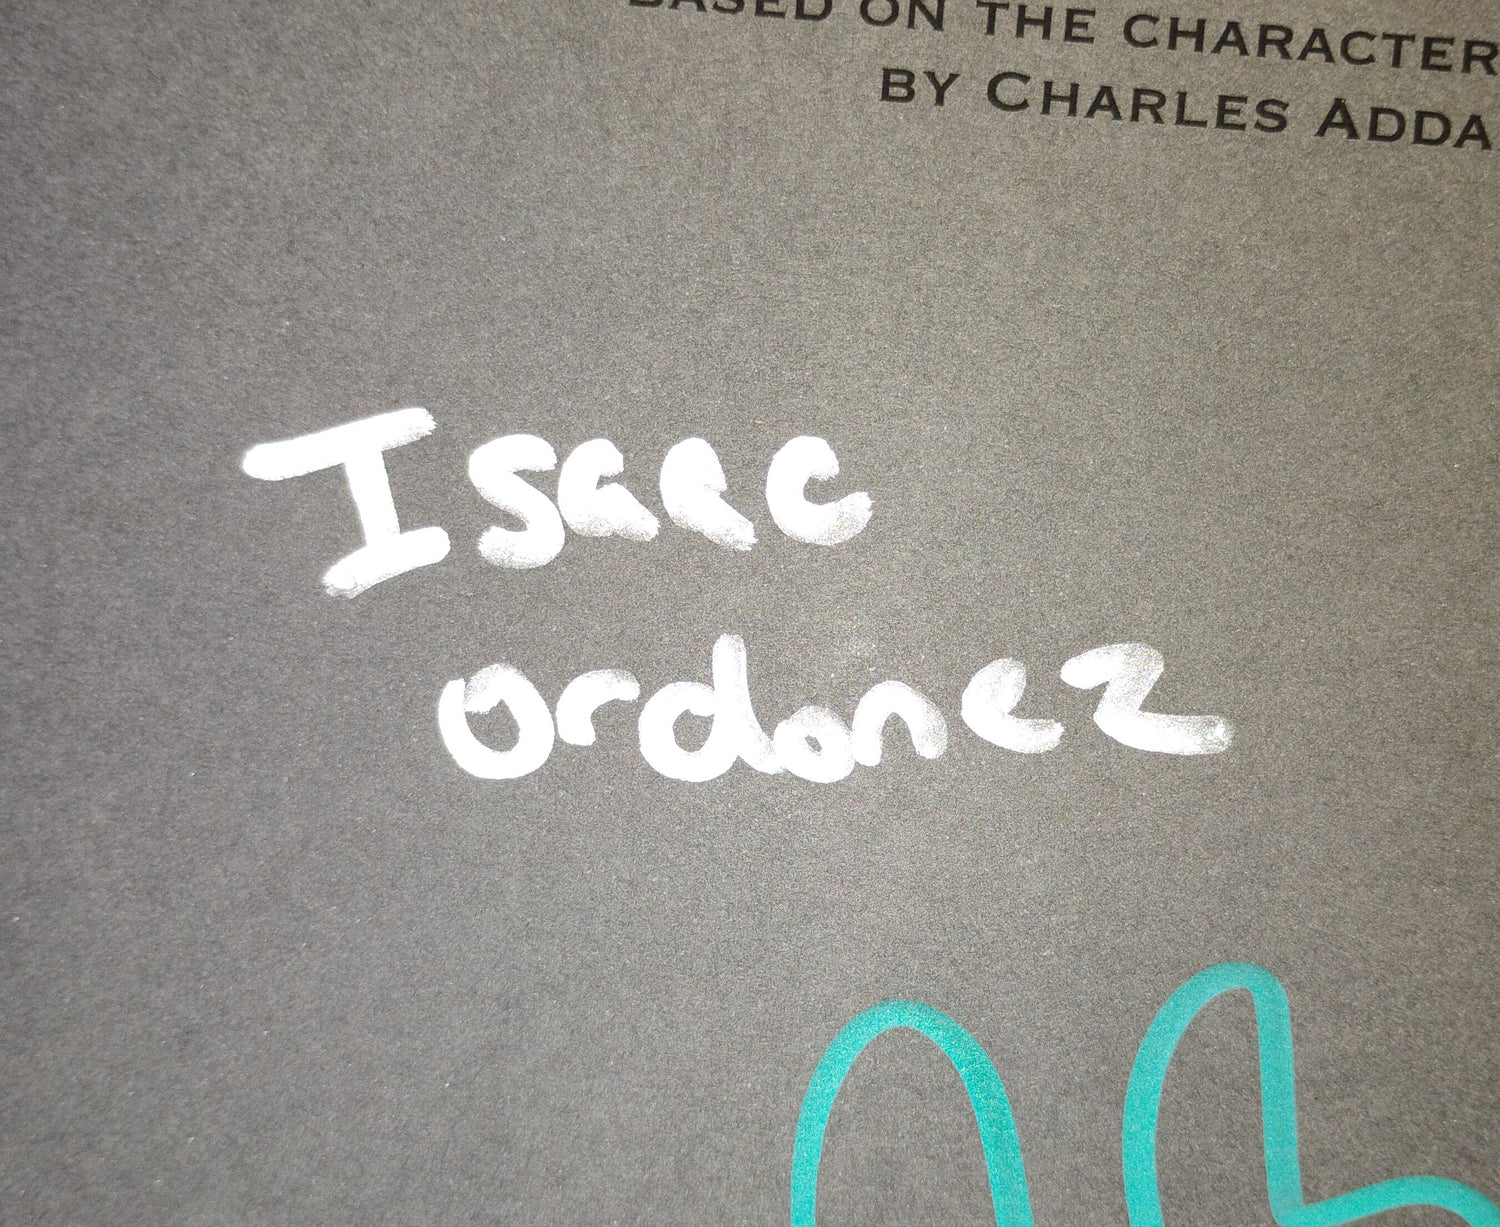 BASED ON THE CHARACTER
BY CHARLES ADDA
Isaac
Ordonez